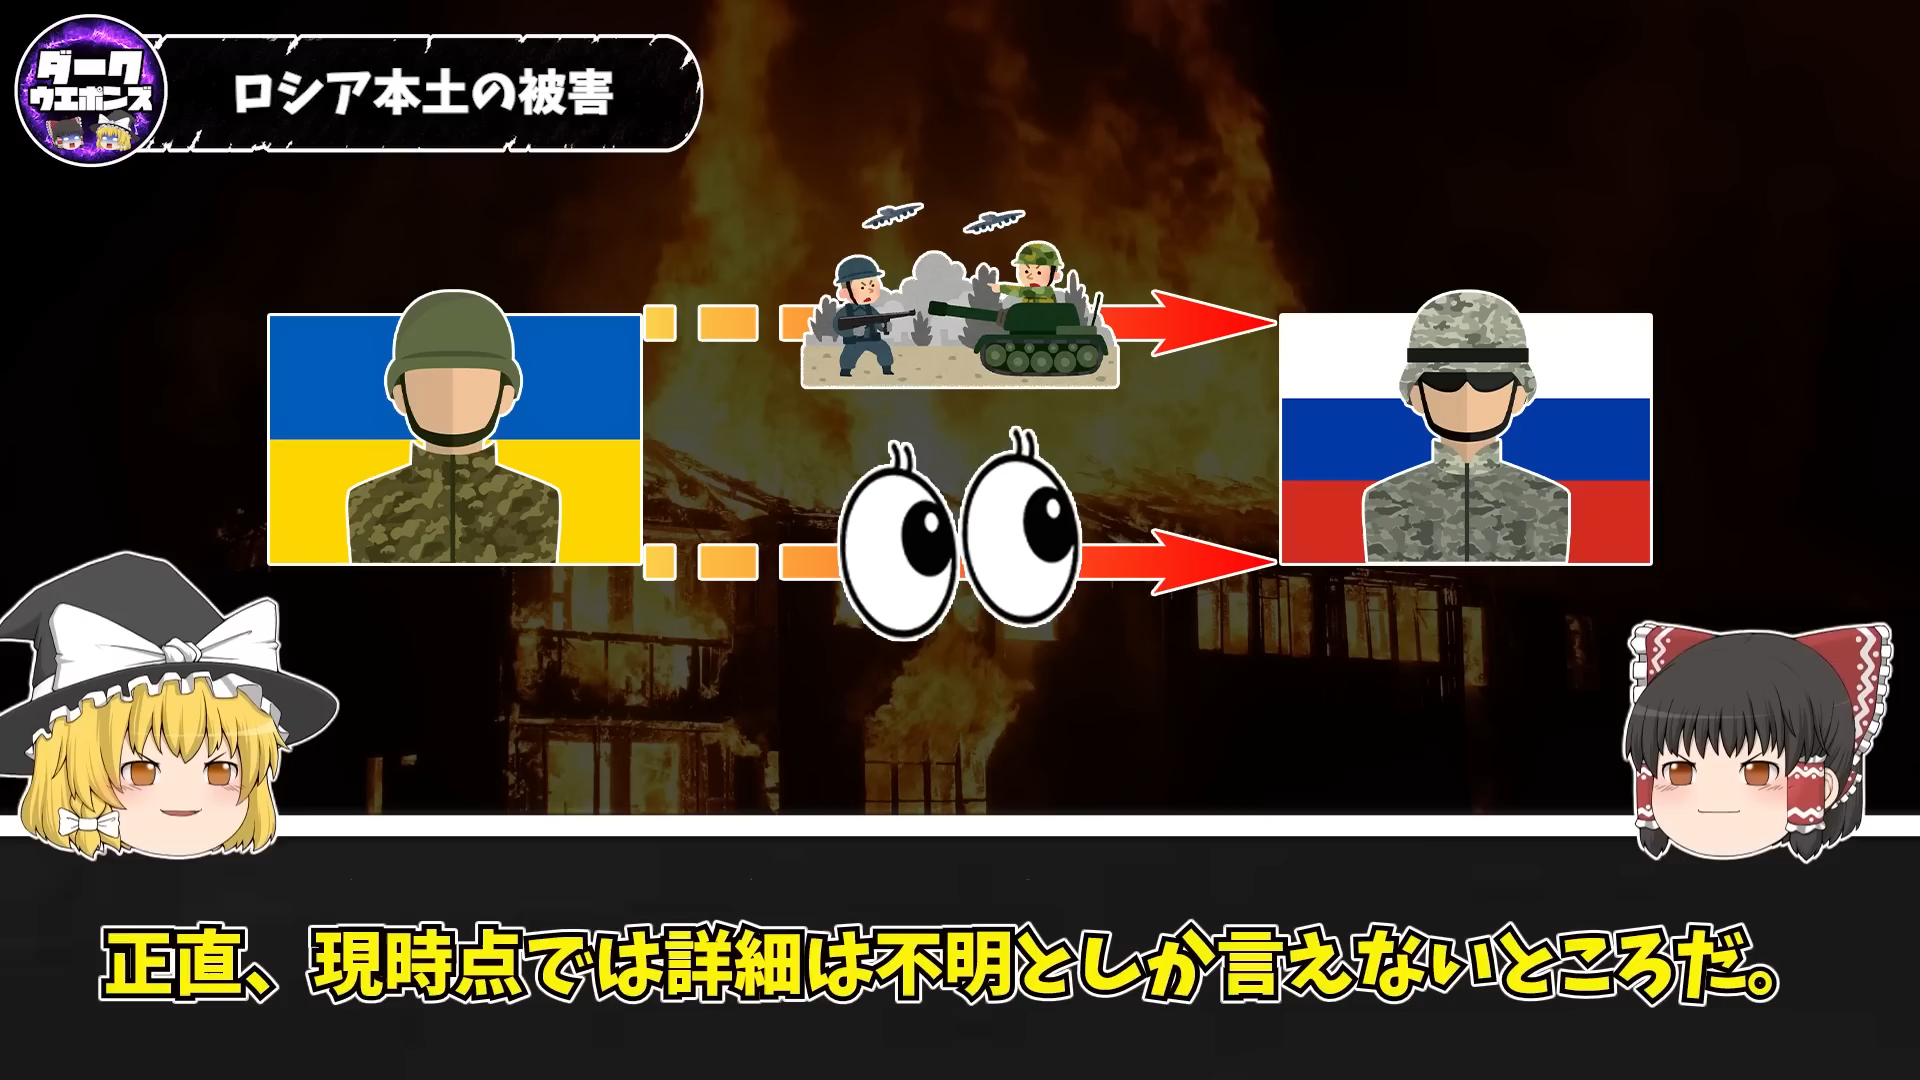 ダーク
ウエポンズ
ロシア本土の被害
正直、現時点では詳細は不明としか言えないところだ。